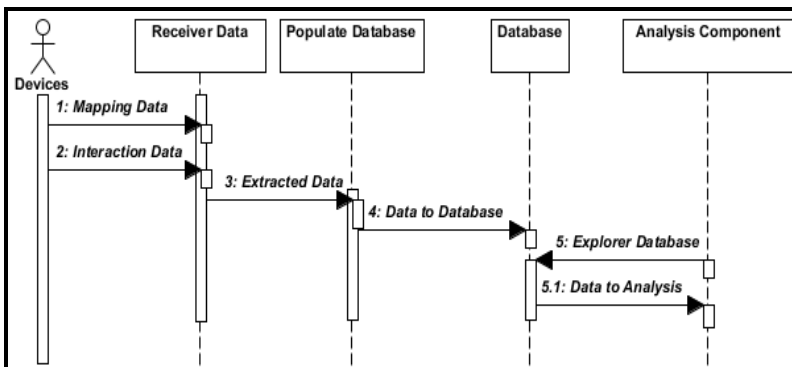 Receiver Data
Populate Database
Database
Analysis Component
Devices
1: Mapping Data
2: Interaction Data
3: Extracted Data
4: Data to Database
5: Explorer Database
5.1: Data to Analysis